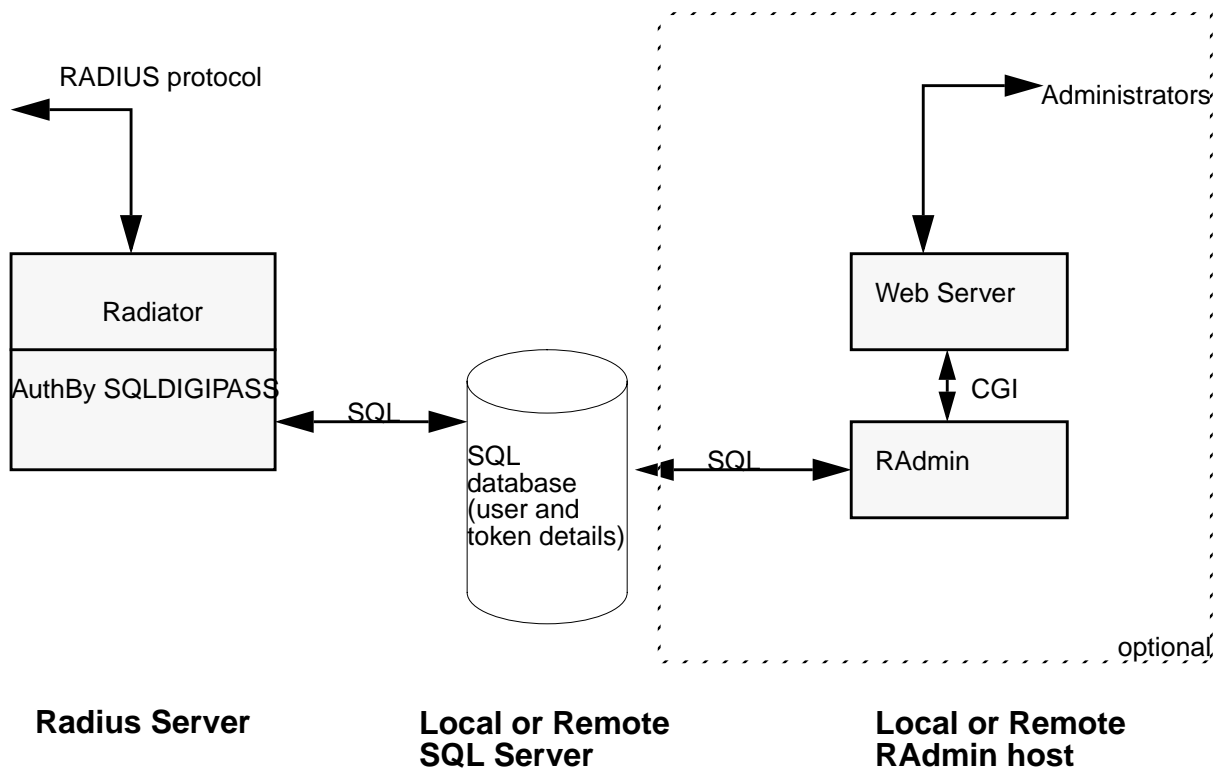 RADIUS protocol
Administrators
Radiator
AuthBy SQLDIGIPASS
SQL
SQL
database
(user and
token details)
SQL
Web Server
CGI
RAdmin
optional
Radius Server
Local or Remote
SQL Server
Local or Remote
RAdmin host